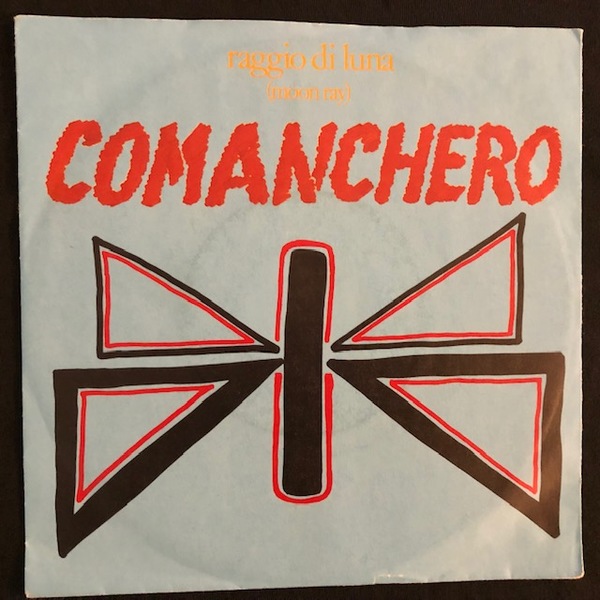 raggio di luna
(moon ray)
COMANCHERO